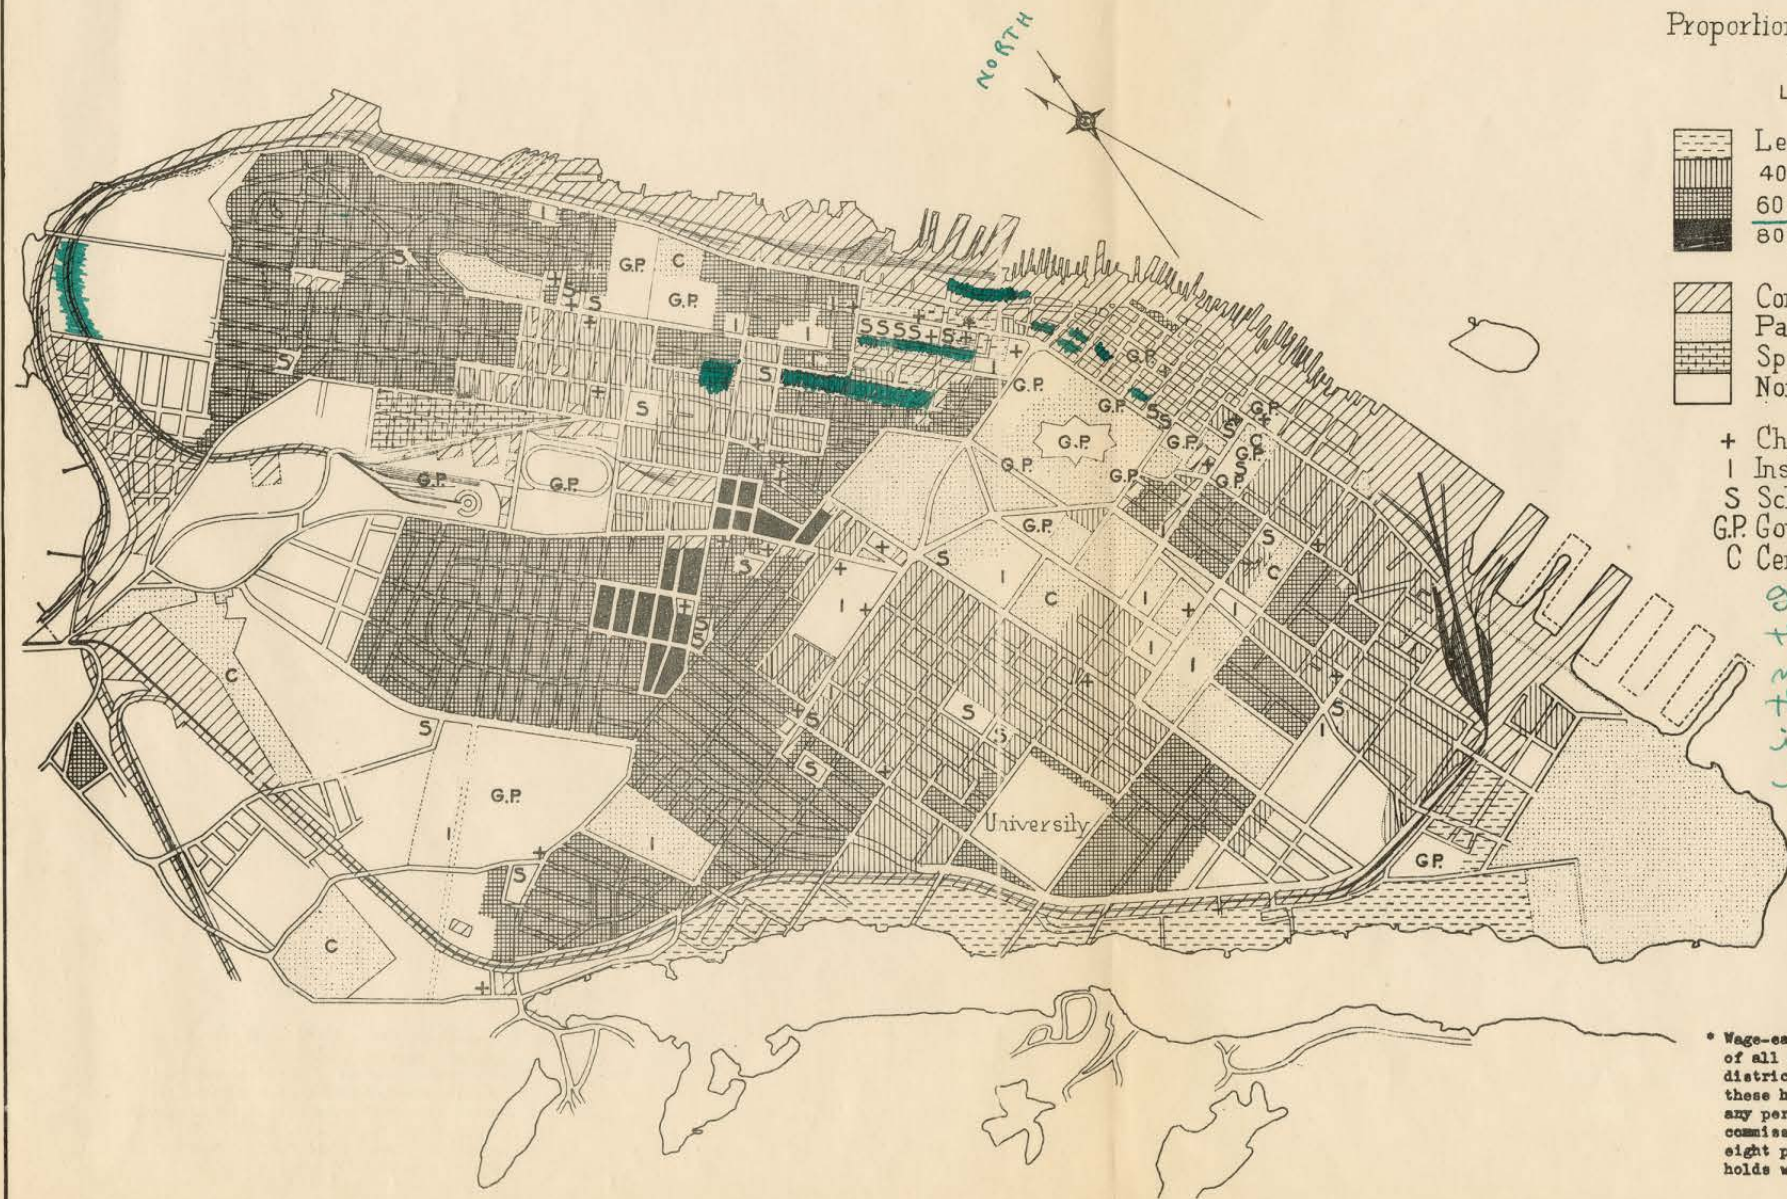 NORTH
Proportion
L
Le
40
60
80
Co
Pa
Sp
No
+ Ch
I Ins
S Sc
G.P. Go
C Ce
I
S
G.P.
C
G.P.
S
S
I
I
S S S S + S +
S
S
S
G.P.
G.P.
G.P.
S S
G.P.
G.P.
G.P.
G.P.
S
C
G.P.
S
G.P.
G.P.
G.P.
G.P.
G.P.
G.P.
S
S
S
S
I
C
I
I
I
I
C
I
S
S
C
S
S
S
S
S
S
I
G.P.
I
I
University
G.P.
S
C
* Wage-ea
of all
distric
these h
any per
commiss
eight p
holds w